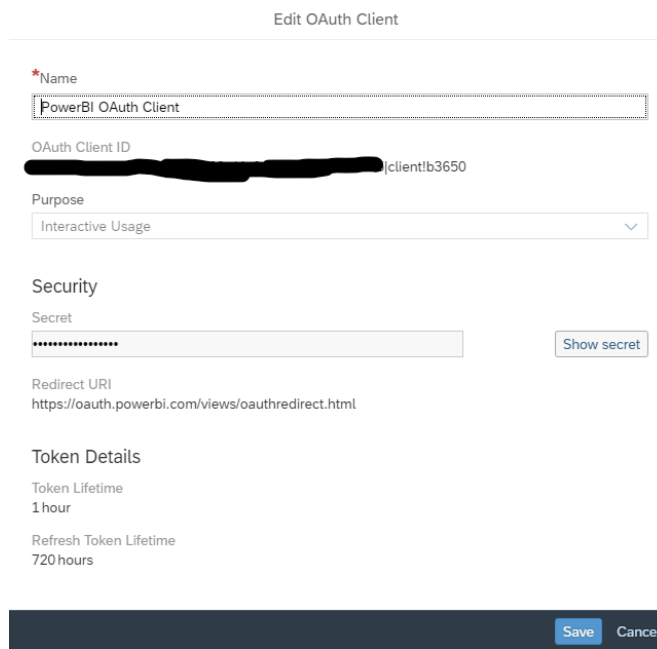 Edit OAuth Client
*Name
PowerBI OAuth Client
OAuth Client ID
|client!b3650
Purpose
Interactive Usage
Security
Secret
•••••••••••••••••
Show secret
Redirect URI
https://oauth.powerbi.com/views/oauthredirect.html
Token Details
Token Lifetime
1 hour
Refresh Token Lifetime
720 hours
Save Cance